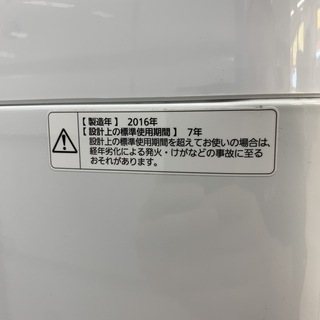 【製造年】 2016年
【設計上の標準使用期間】 7年
設計上の標準使用期間を超えてお使いの場合は、
経年劣化による発火・けがなどの事故に至る
おそれがあります。